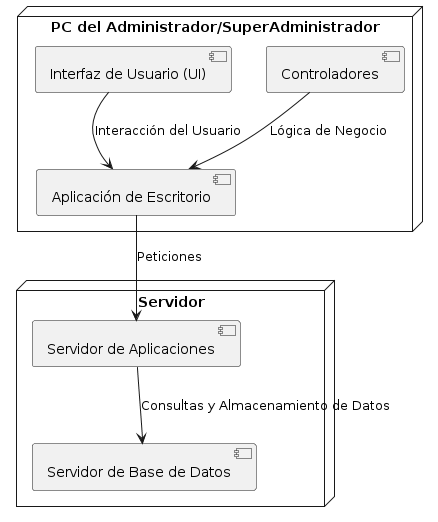 PC del Administrador/SuperAdministrador
Interfaz de Usuario (UI)
Controladores
Interacción del Usuario
Lógica de Negocio
Aplicación de Escritorio
Peticiones
Servidor
Servidor de Aplicaciones
Consultas y Almacenamiento de Datos
Servidor de Base de Datos